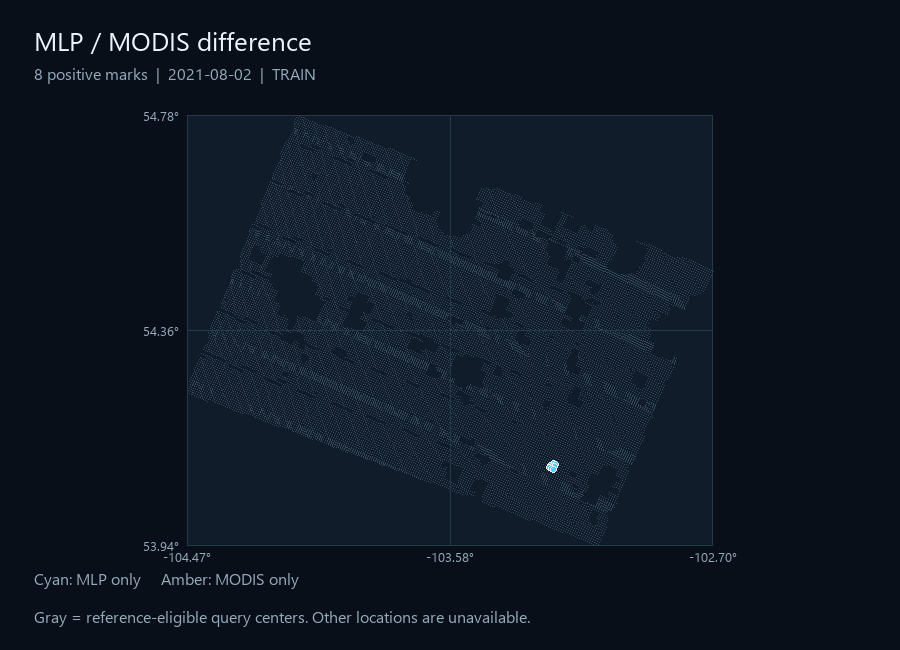 MLP / MODIS difference
8 positive marks | 2021-08-02 | TRAIN
54.78°
54.36°
53.94°
-104.47° -103.58° -102.70°
Cyan: MLP only Amber: MODIS only
Gray = reference-eligible query centers. Other locations are unavailable.